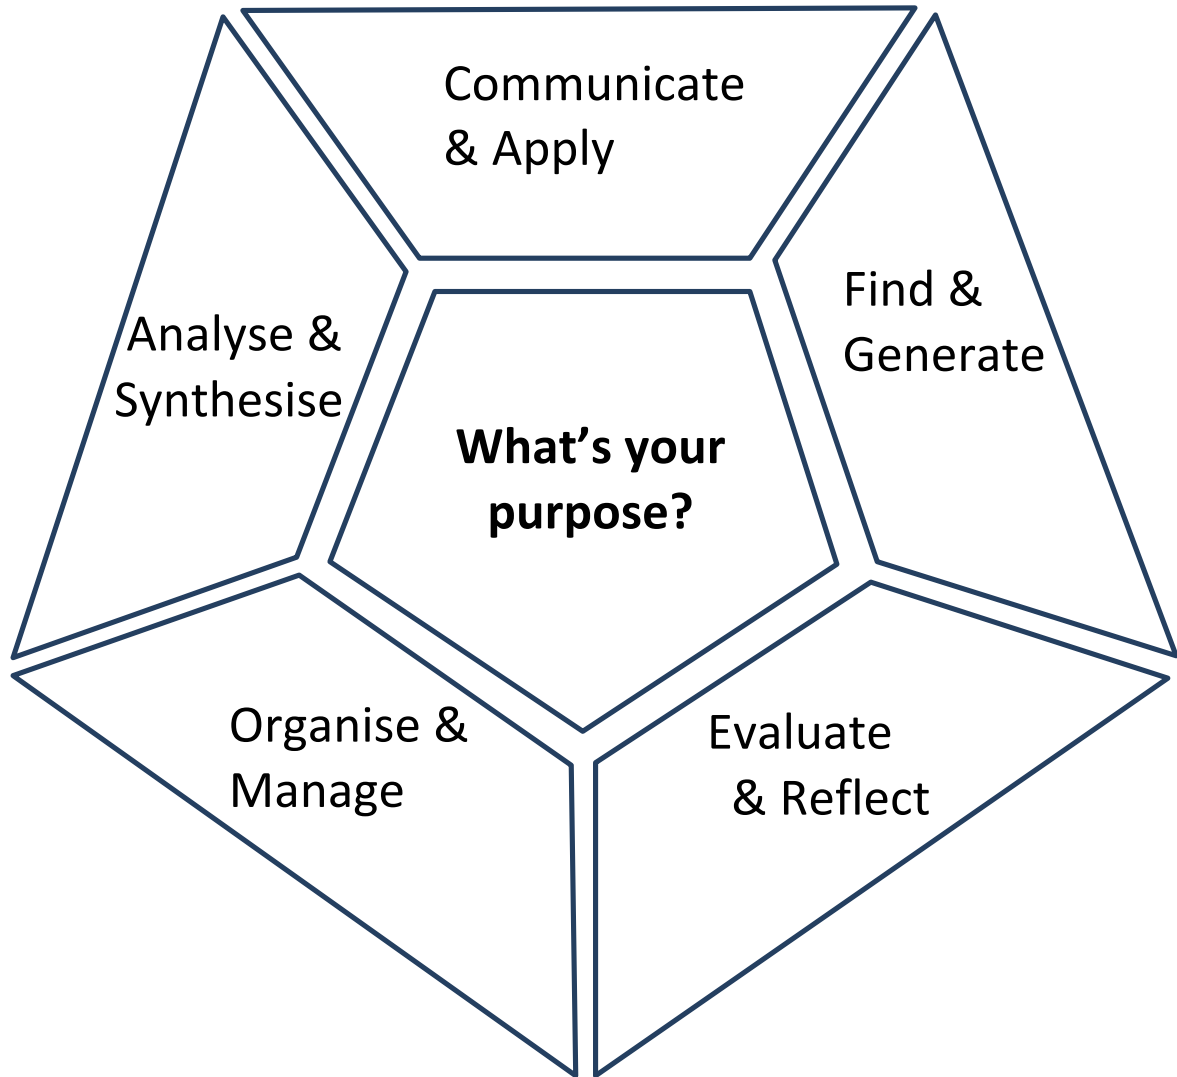 Communicate
& Apply
Find &
Generate
Analyse &
Synthesise
What’s your
purpose?
Organise &
Manage
Evaluate
& Reflect